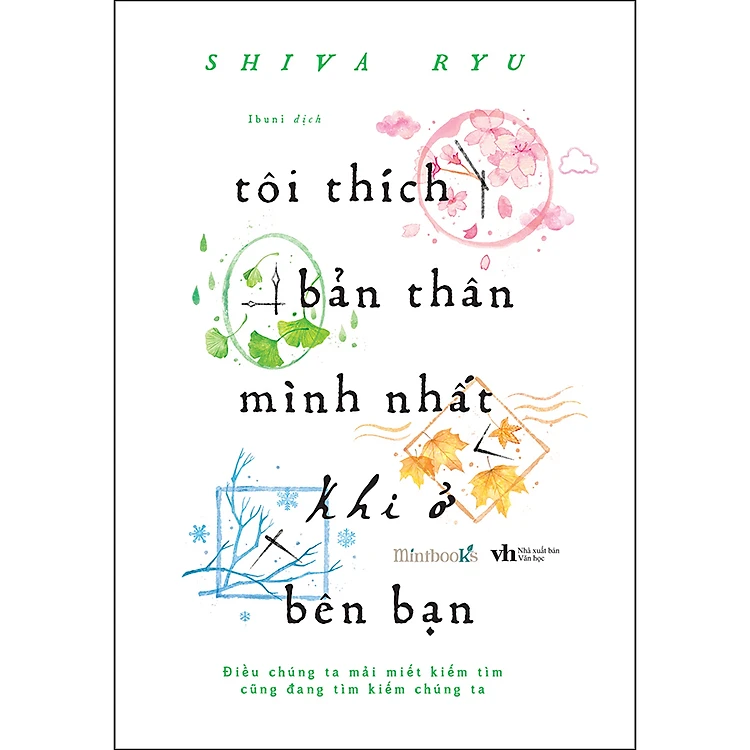 SHIVA RYU
Ibuni dịch
tôi thích
bản thân
mình nhất
khi ở
mintbooks
vh Nhà xuất bản
Văn học
bên bạn
Điều chúng ta mải miết kiếm tìm
cũng đang tìm kiếm chúng ta